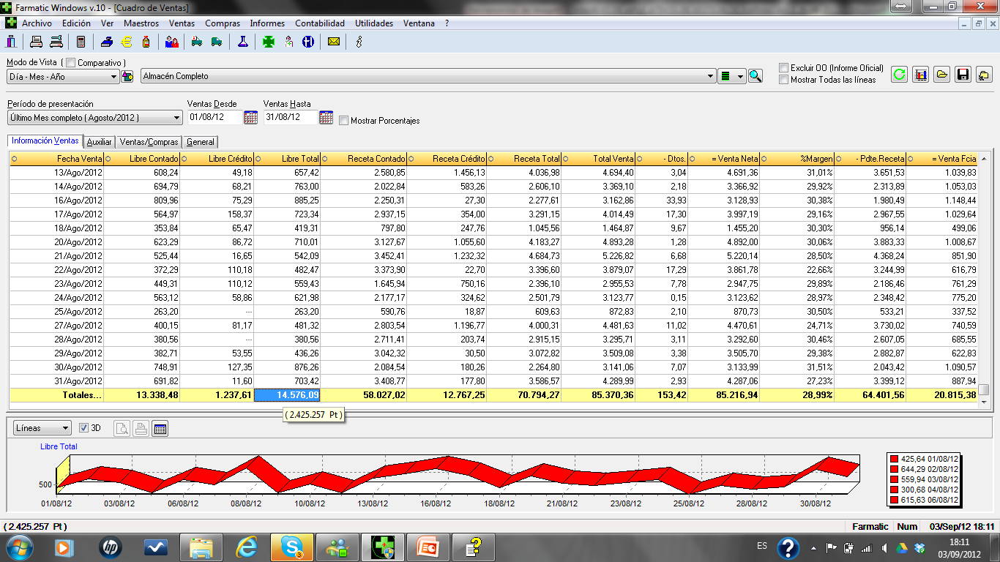 Farmatic Windows v.10 - [Cuadro de Ventas]
Archivo Edición Ver Maestros Ventas Compras Informes Contabilidad Utilidades Ventana ?
Modo de Vista ( Comparativo )
Día - Mes - Año Almacén Completo
Excluir OO (Informe Oficial)
Mostrar Todas las líneas
Período de presentación Ventas Desde Ventas Hasta
Último Mes completo ( Agosto/2012 ) 01/08/12 31/08/12 Mostrar Porcentajes
Información Ventas Auxiliar Ventas/Compras General
Fecha Venta Libre Contado Libre Crédito Libre Total Receta Contado Receta Crédito Receta Total Total Venta - Dtos. = Venta Neta %Margen - Pdte.Receta = Venta Fcia
13/Ago/2012 608,24 49,18 657,42 2.580,85 1.456,13 4.036,98 4.694,40 3,04 4.691,36 31,01% 3.651,53 1.039,83
14/Ago/2012 694,79 68,21 763,00 2.022,84 583,26 2.606,10 3.369,10 2,18 3.366,92 29,92% 2.313,89 1.053,03
16/Ago/2012 809,96 75,29 885,25 2.250,31 27,30 2.277,61 3.162,86 33,93 3.128,93 30,38% 1.980,49 1.148,44
17/Ago/2012 564,97 158,37 723,34 2.937,15 354,00 3.291,15 4.014,49 17,30 3.997,19 29,16% 2.967,55 1.029,64
18/Ago/2012 353,84 65,47 419,31 797,80 247,76 1.045,56 1.464,87 9,67 1.455,20 30,30% 956,14 499,06
20/Ago/2012 623,29 86,72 710,01 3.127,67 1.055,60 4.183,27 4.893,28 1,28 4.892,00 30,06% 3.883,33 1.008,67
21/Ago/2012 525,44 16,65 542,09 3.452,41 1.232,32 4.684,73 5.226,82 6,68 5.220,14 28,50% 4.368,24 851,90
22/Ago/2012 372,29 110,18 482,47 3.373,90 22,70 3.396,60 3.879,07 17,29 3.861,78 22,66% 3.244,99 616,79
23/Ago/2012 449,31 110,12 559,43 1.645,94 750,16 2.396,10 2.955,53 7,78 2.947,75 29,89% 2.186,46 761,29
24/Ago/2012 563,12 58,86 621,98 2.177,17 324,62 2.501,79 3.123,77 0,15 3.123,62 28,97% 2.348,42 775,20
25/Ago/2012 263,20 --- 263,20 590,76 18,87 609,63 872,83 2,10 870,73 30,50% 533,21 337,52
27/Ago/2012 400,15 81,17 481,32 2.803,54 1.196,77 4.000,31 4.481,63 11,02 4.470,61 24,71% 3.730,02 740,59
28/Ago/2012 380,56 --- 380,56 2.711,41 203,74 2.915,15 3.295,71 3,11 3.292,60 30,46% 2.607,05 685,55
29/Ago/2012 382,71 53,55 436,26 3.042,32 30,50 3.072,82 3.509,08 3,38 3.505,70 29,38% 2.882,87 622,83
30/Ago/2012 748,91 127,35 876,26 2.084,54 180,26 2.264,80 3.141,06 7,07 3.133,99 31,51% 2.043,42 1.090,57
31/Ago/2012 691,82 11,60 703,42 3.408,77 177,80 3.586,57 4.289,99 2,93 4.287,06 27,23% 3.399,12 887,94
Totales... 13.338,48 1.237,61 14.576,09 58.027,02 12.767,25 70.794,27 85.370,36 153,42 85.216,94 28,99% 64.401,56 20.815,38
( 2.425.257 Pt )
Líneas 3D
Libre Total
500
01/08/12 03/08/12 06/08/12 08/08/12 10/08/12 13/08/12 16/08/12 18/08/12 21/08/12 23/08/12 25/08/12 28/08/12 30/08/12
425,64 01/08/12
644,29 02/08/12
559,94 03/08/12
300,68 04/08/12
615,63 06/08/12
( 2.425.257 Pt ) Farmatic Num 03/Sep/12 18:11
hp
3
ES
18:11
03/09/2012